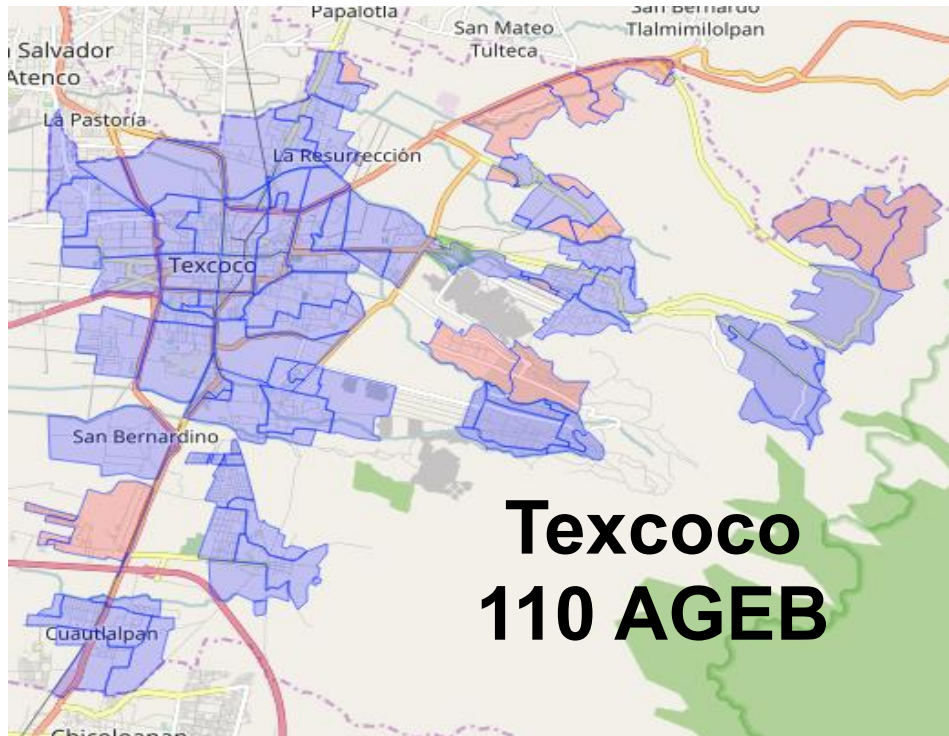 Papalotla
San Bernardo
Tlalmimilolpan
San Mateo
Tulteca
Salvador
Atenco
La Pastoría
La Resurrección
Texcoco
San Bernardino
Texcoco
110 AGEB
Cuautlalpan
Chicoloapan